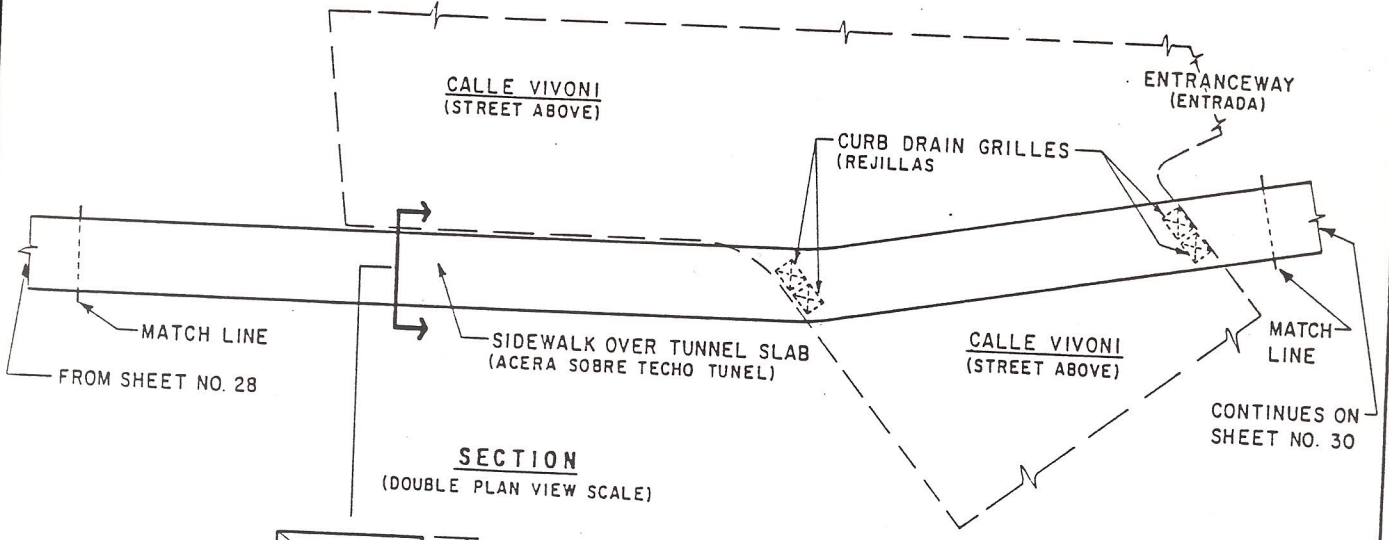 CALLE VIVONI
(STREET ABOVE)
ENTRANCEWAY
(ENTRADA)
CURB DRAIN GRILLES
(REJILLAS
MATCH LINE
FROM SHEET NO. 28
SIDEWALK OVER TUNNEL SLAB
(ACERA SOBRE TECHO TUNEL)
CALLE VIVONI
(STREET ABOVE)
MATCH
LINE
CONTINUES ON
SHEET NO. 30
SECTION
(DOUBLE PLAN VIEW SCALE)